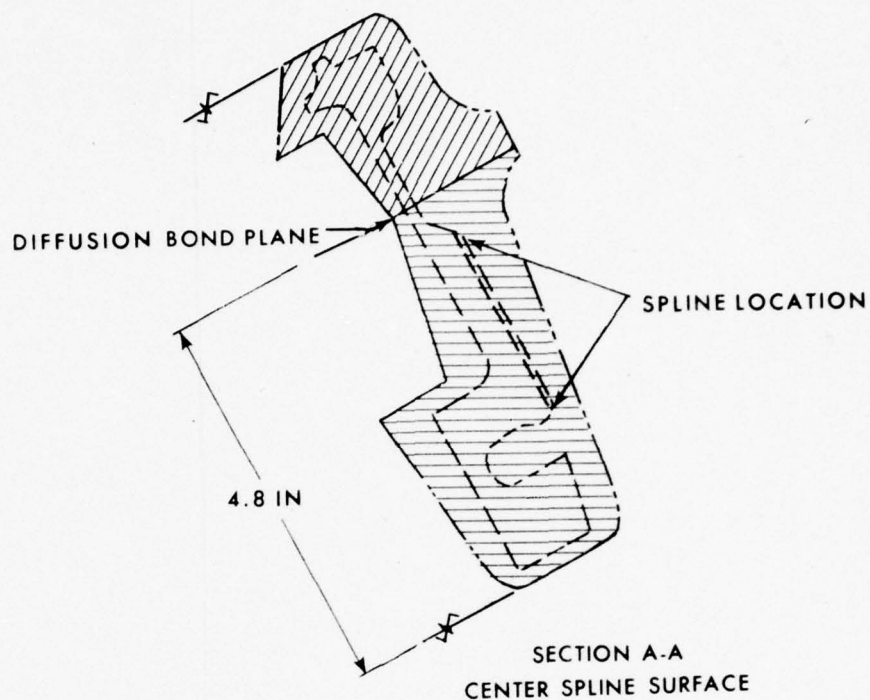 DIFFUSION BOND PLANE
SPLINE LOCATION
4.8 IN
SECTION A-A
CENTER SPLINE SURFACE